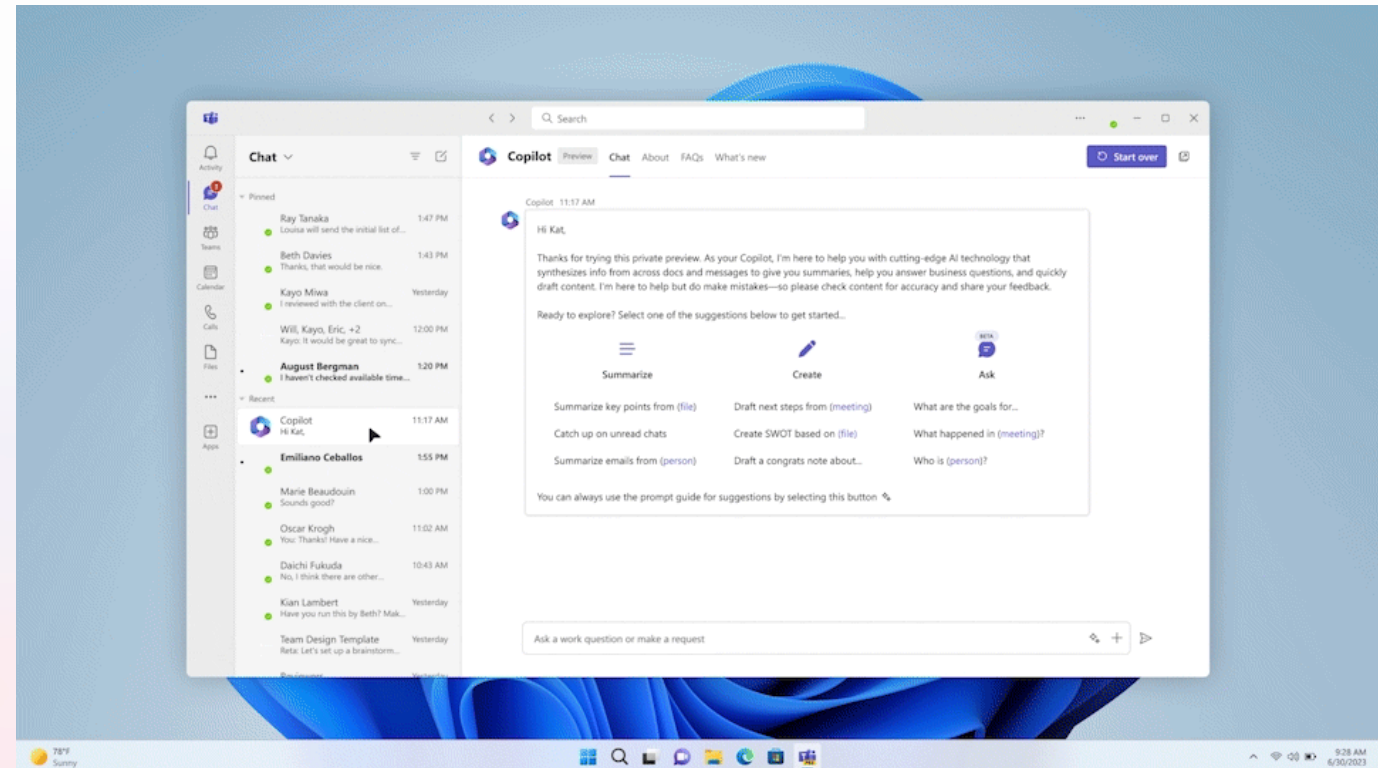 Search
Activity
Chat
Teams
Calendar
Calls
Files
Apps
Chat
Pinned
Ray Tanaka 1:47 PM
Louisa will send the initial list of...
Beth Davies 1:43 PM
Thanks, that would be nice.
Kayo Miwa Yesterday
I reviewed with the client on...
Will, Kayo, Eric, +2 12:00 PM
Kayo: It would be great to sync...
August Bergman 1:20 PM
I haven't checked available time...
Recent
Copilot 11:17 AM
Hi Kat,
Emiliano Ceballos 1:55 PM
Marie Beaudouin 1:00 PM
Sounds good?
Oscar Krogh 11:02 AM
You: Thanks! Have a nice...
Daichi Fukuda 10:43 AM
No, I think there are other...
Kian Lambert Yesterday
Have you run this by Beth? Mak...
Team Design Template Yesterday
Reta: Let's set up a brainstorm...
Copilot Preview Chat About FAQs What's new Start over
Copilot 11:17 AM
Hi Kat,
Thanks for trying this private preview. As your Copilot, I'm here to help you with cutting-edge AI technology that
synthesizes info from across docs and messages to give you summaries, help you answer business questions, and quickly
draft content. I'm here to help but do make mistakes—so please check content for accuracy and share your feedback.
Ready to explore? Select one of the suggestions below to get started...
BETA
Summarize Create Ask
Summarize key points from (file) Draft next steps from (meeting) What are the goals for...
Catch up on unread chats Create SWOT based on (file) What happened in (meeting)?
Summarize emails from (person) Draft a congrats note about... Who is (person)?
You can always use the prompt guide for suggestions by selecting this button
Ask a work question or make a request
78°F
Sunny
9:28 AM
6/30/2023